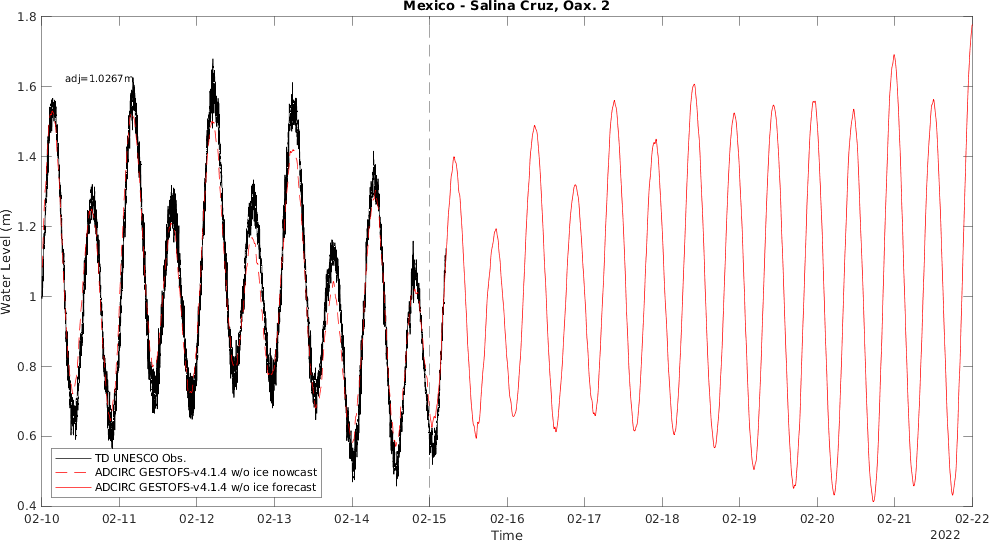 Mexico - Salina Cruz, Oax. 2
1.8
1.6
1.4
1.2
1
0.8
0.6
0.4
Water Level (m)
adj=1.0267m
TD UNESCO Obs.
ADCIRC GESTOFS-v4.1.4 w/o ice nowcast
ADCIRC GESTOFS-v4.1.4 w/o ice forecast
02-10 02-11 02-12 02-13 02-14 02-15 02-16 02-17 02-18 02-19 02-20 02-21 02-22
Time
2022